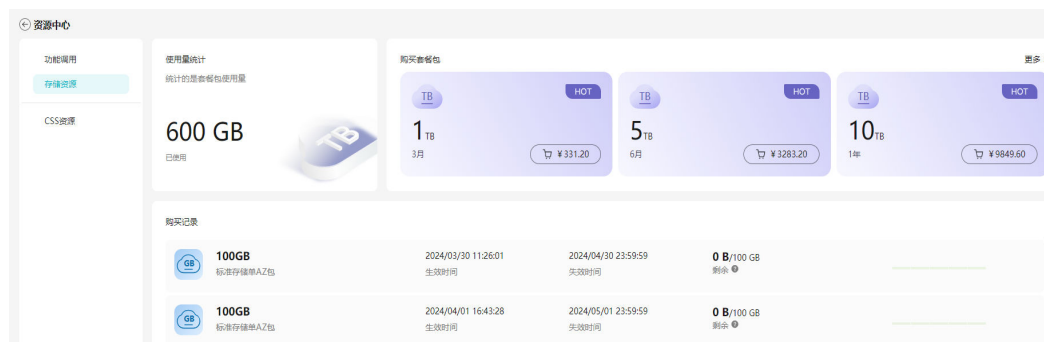 资源中心
功能调用
存储资源
CSS资源
使用量统计
统计的是套餐包使用量
600 GB
已使用
TB
购买套餐包
更多
TB
HOT
1 TB
3月
¥ 331.20
TB
HOT
5 TB
6月
¥ 3283.20
TB
HOT
10 TB
1年
¥ 9849.60
购买记录
GB
100GB
标准存储单AZ包
2024/03/30 11:26:01
生效时间
2024/04/30 23:59:59
失效时间
0 B/100 GB
剩余 ?
GB
100GB
标准存储单AZ包
2024/04/01 16:43:28
生效时间
2024/05/01 23:59:59
失效时间
0 B/100 GB
剩余 ?